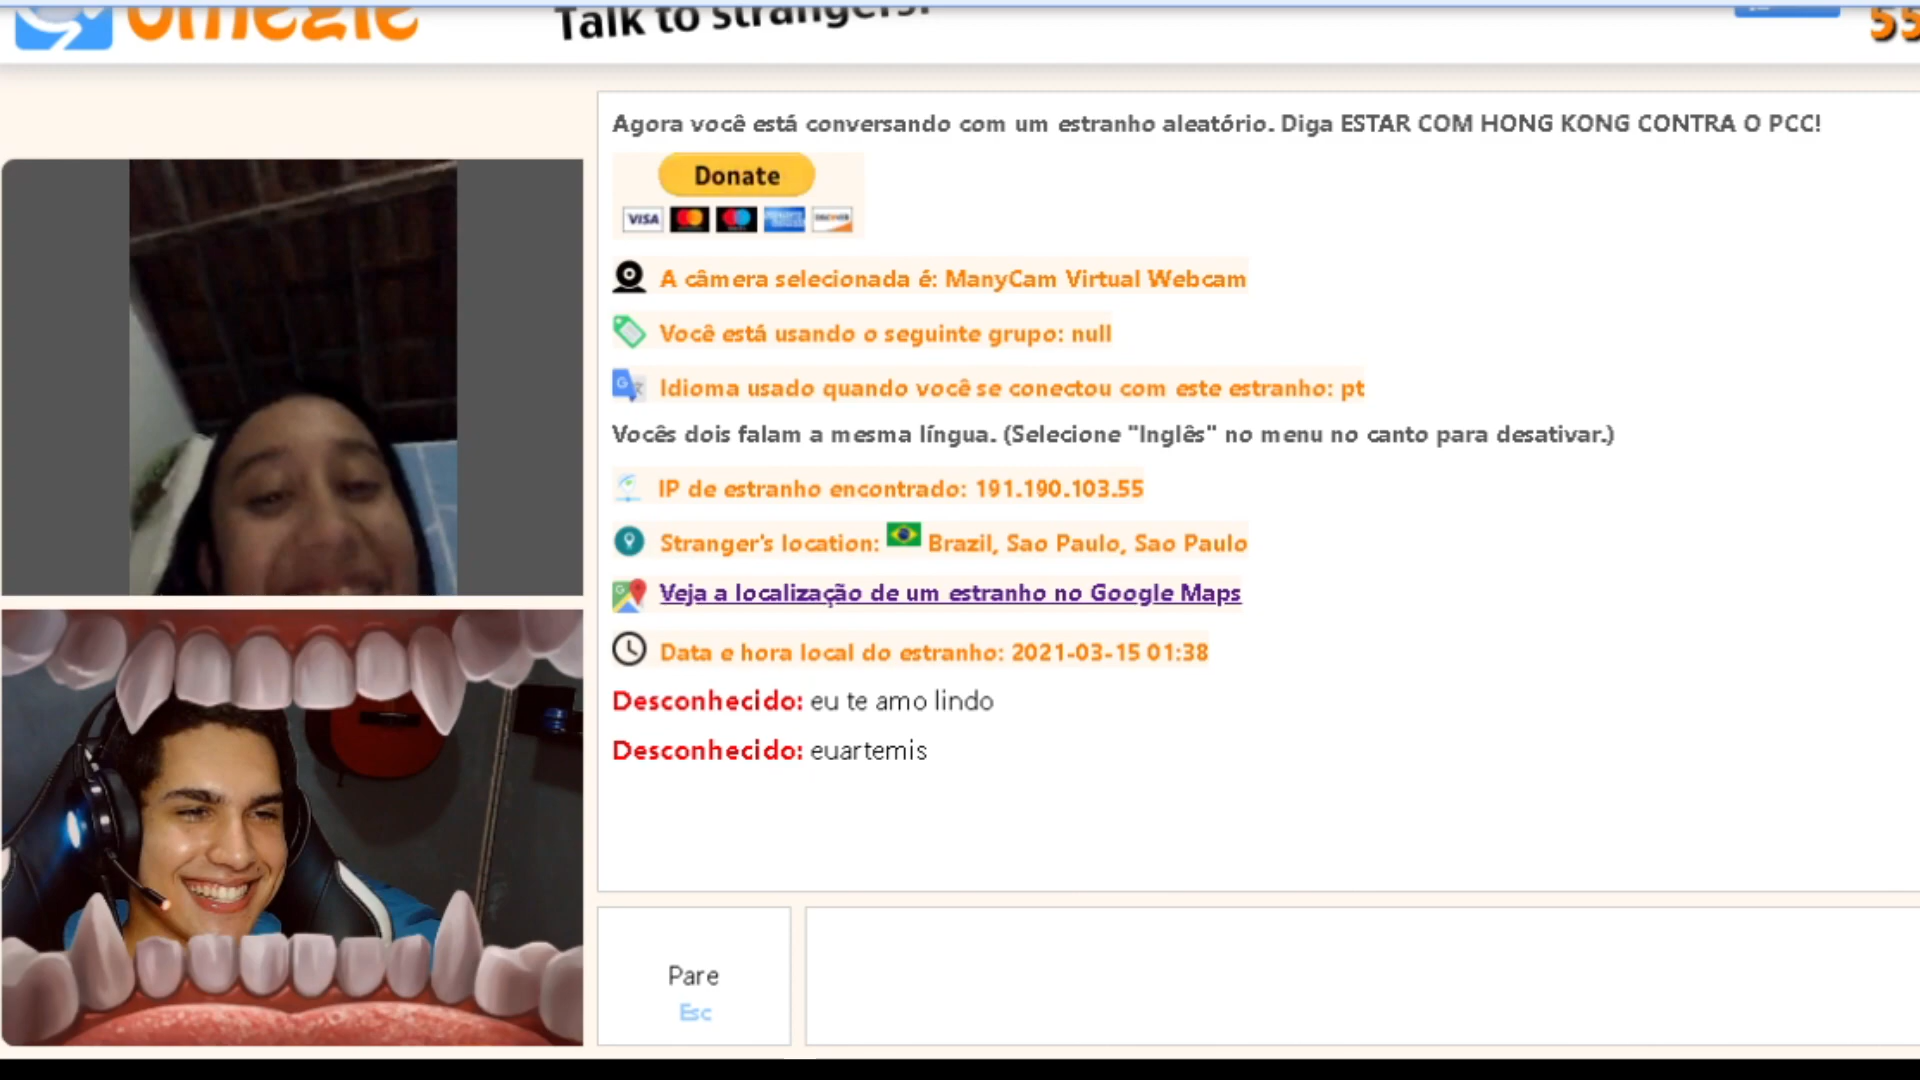 omegle
Talk to strangers!
55
Agora você está conversando com um estranho aleatório. Diga ESTAR COM HONG KONG CONTRA O PCC!
Donate
VISA
DISCOVER
A câmera selecionada é: ManyCam Virtual Webcam
Você está usando o seguinte grupo: null
Idioma usado quando você se conectou com este estranho: pt
Vocês dois falam a mesma língua. (Selecione "Inglês" no menu no canto para desativar.)
IP de estranho encontrado: 191.190.103.55
Stranger's location: Brazil, Sao Paulo, Sao Paulo
Veja a localização de um estranho no Google Maps
Data e hora local do estranho: 2021-03-15 01:38
Desconhecido: eu te amo lindo
Desconhecido: euartemis
Pare
Esc